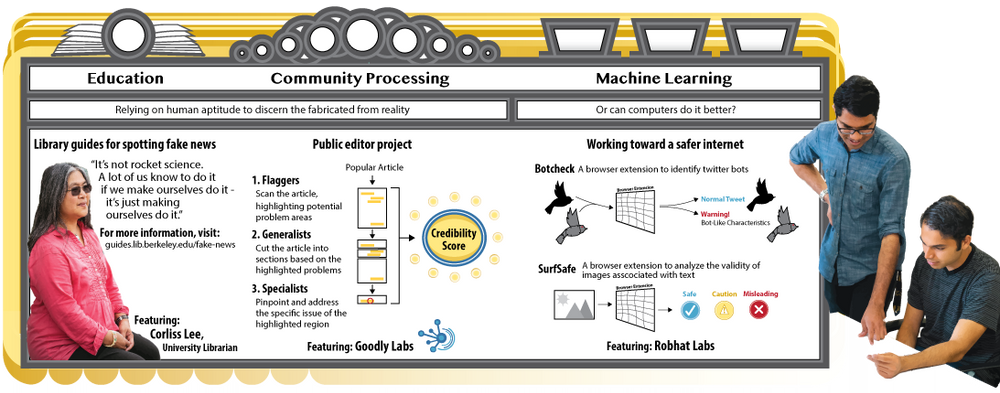 Education
Community Processing
Machine Learning
Relying on human aptitude to discern the fabricated from reality
Or can computers do it better?
Library guides for spotting fake news
“It’s not rocket science.
A lot of us know to do it
if we make ourselves do it -
it’s just making
ourselves do it.”
For more information, visit:
guides.lib.berkeley.edu/fake-news
Featuring:
Corliss Lee,
University Librarian
Public editor project
Popular Article
1. Flaggers
Scan the article,
highlighting potential
problem areas
2. Generalists
Cut the article into
sections based on the
highlighted problems
3. Specialists
Pinpoint and address
the specific issue of the
highlighted region
Credibility
Score
Featuring: Goodly Labs
Working toward a safer internet
Botcheck A browser extension to identify twitter bots
Browser Extension
Normal Tweet
Warning!
Bot-Like Characteristics
SurfSafe A browser extension to analyze the validity of
images asscociated with text
Browser Extension
Safe Caution Misleading
Featuring: Robhat Labs